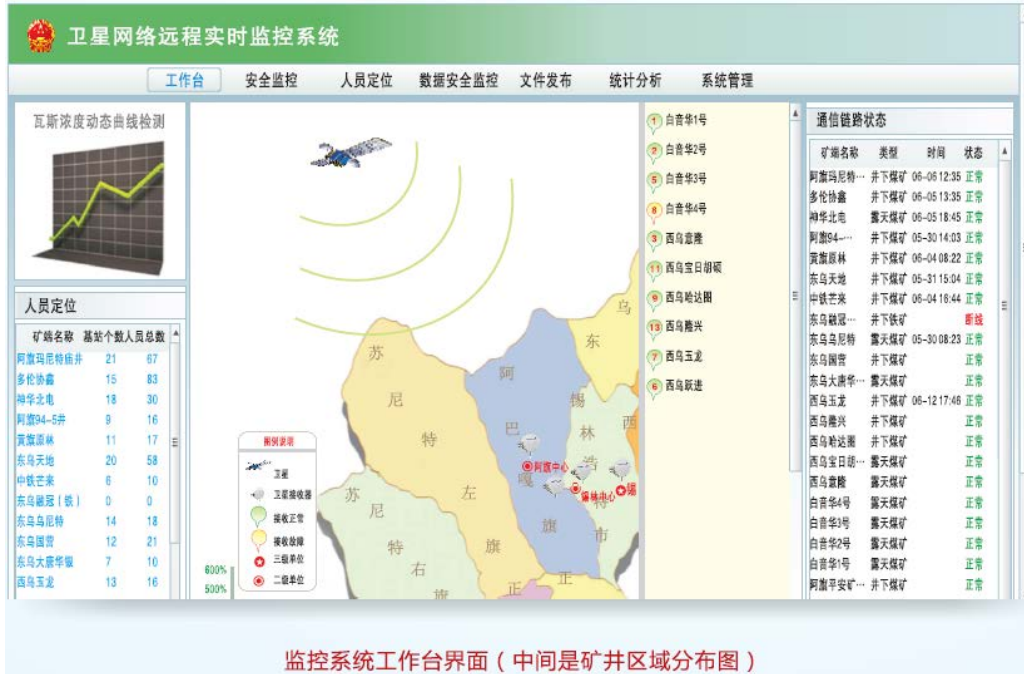 卫星网络远程实时监控系统
工作台 安全监控 人员定位 数据安全监控 文件发布 统计分析 系统管理
瓦斯浓度动态曲线检测
人员定位
矿端名称 基站个数 人员总数
阿旗玛尼特庙井 21 67
多伦协鑫 15 83
神华北电 18 30
阿旗94-5井 9 16
黄旗原林 11 17
东乌天地 20 58
中铁芒来 6 10
东乌融冠(铁) 0 0
东乌乌尼特 14 18
东乌国营 12 21
东乌大唐华银 7 10
西乌玉龙 13 16
图例说明
卫星
卫星接收器
接收正常
接收故障
三级单位
二级单位
600%
500%
苏尼特左旗
苏尼特右旗
阿巴嘎旗
东乌
锡林浩特市
西
正
正
阿旗中心
锡林中心
锡
1 白音华1号
2 白音华2号
5 白音华3号
8 白音华4号
3 西乌意隆
11 西乌宝日胡硕
9 西乌哈达图
13 西乌隆兴
7 西乌玉龙
6 西乌跃进
通信链路状态
矿端名称 类型 时间 状态
阿旗玛尼特… 井下煤矿 06-06 12:35 正常
多伦协鑫 井下煤矿 06-05 13:35 正常
神华北电 露天煤矿 06-05 18:45 正常
阿旗94-… 井下煤矿 05-30 14:03 正常
黄旗原林 井下煤矿 06-04 08:22 正常
东乌天地 井下煤矿 05-31 15:04 正常
中铁芒来 井下煤矿 06-04 16:44 正常
东乌融冠… 井下铁矿 断线
东乌乌尼特 露天煤矿 05-30 08:23 正常
东乌国营 井下煤矿 正常
东乌大唐华… 露天煤矿 正常
西乌玉龙 井下煤矿 06-12 17:46 正常
西乌隆兴 井下煤矿 正常
西乌哈达图 井下煤矿 正常
西乌宝日胡… 露天煤矿 正常
西乌意隆 露天煤矿 正常
白音华4号 露天煤矿 正常
白音华3号 露天煤矿 正常
白音华2号 露天煤矿 正常
白音华1号 露天煤矿 正常
阿旗平安矿… 井下煤矿 正常
监控系统工作台界面(中间是矿井区域分布图)